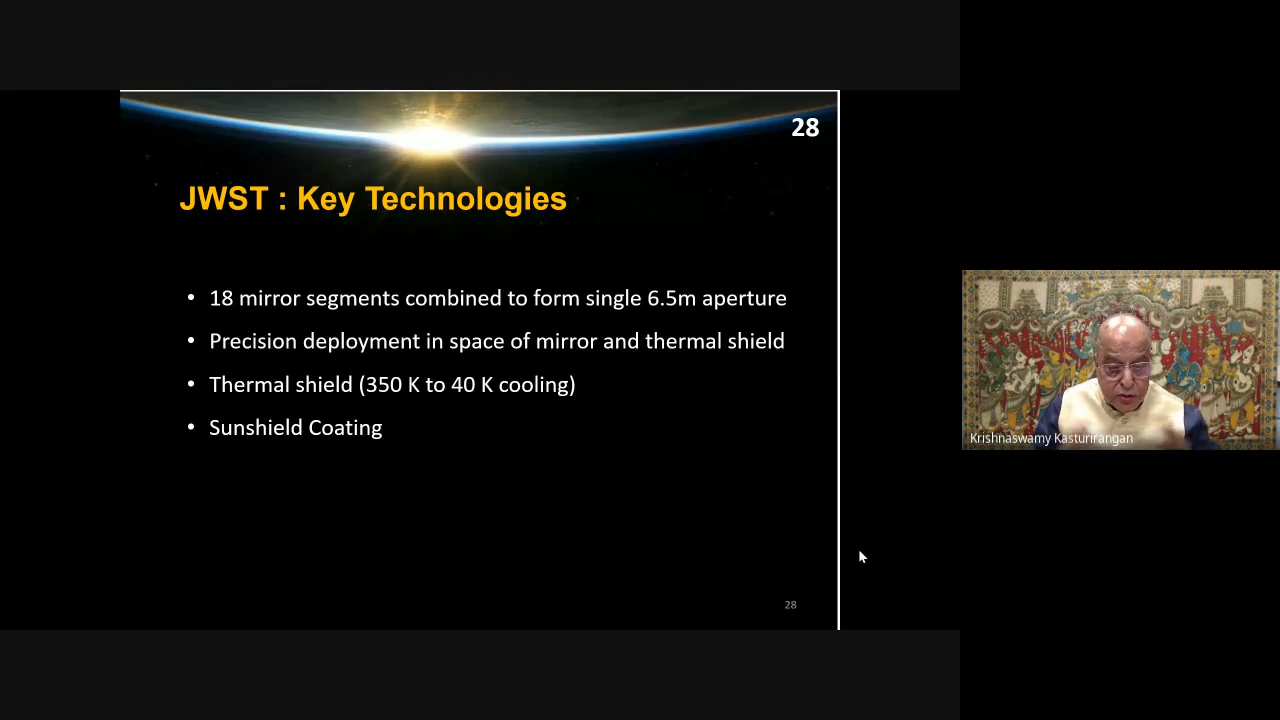 28
JWST : Key Technologies
• 18 mirror segments combined to form single 6.5m aperture
• Precision deployment in space of mirror and thermal shield
• Thermal shield (350 K to 40 K cooling)
• Sunshield Coating
28
Krishnaswamy Kasturirangan